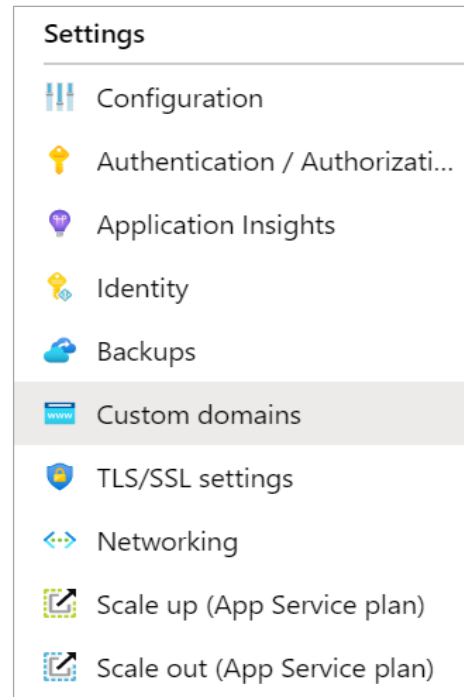 Settings
Configuration
Authentication / Authorizati...
Application Insights
Identity
Backups
www
Custom domains
TLS/SSL settings
Networking
Scale up (App Service plan)
Scale out (App Service plan)